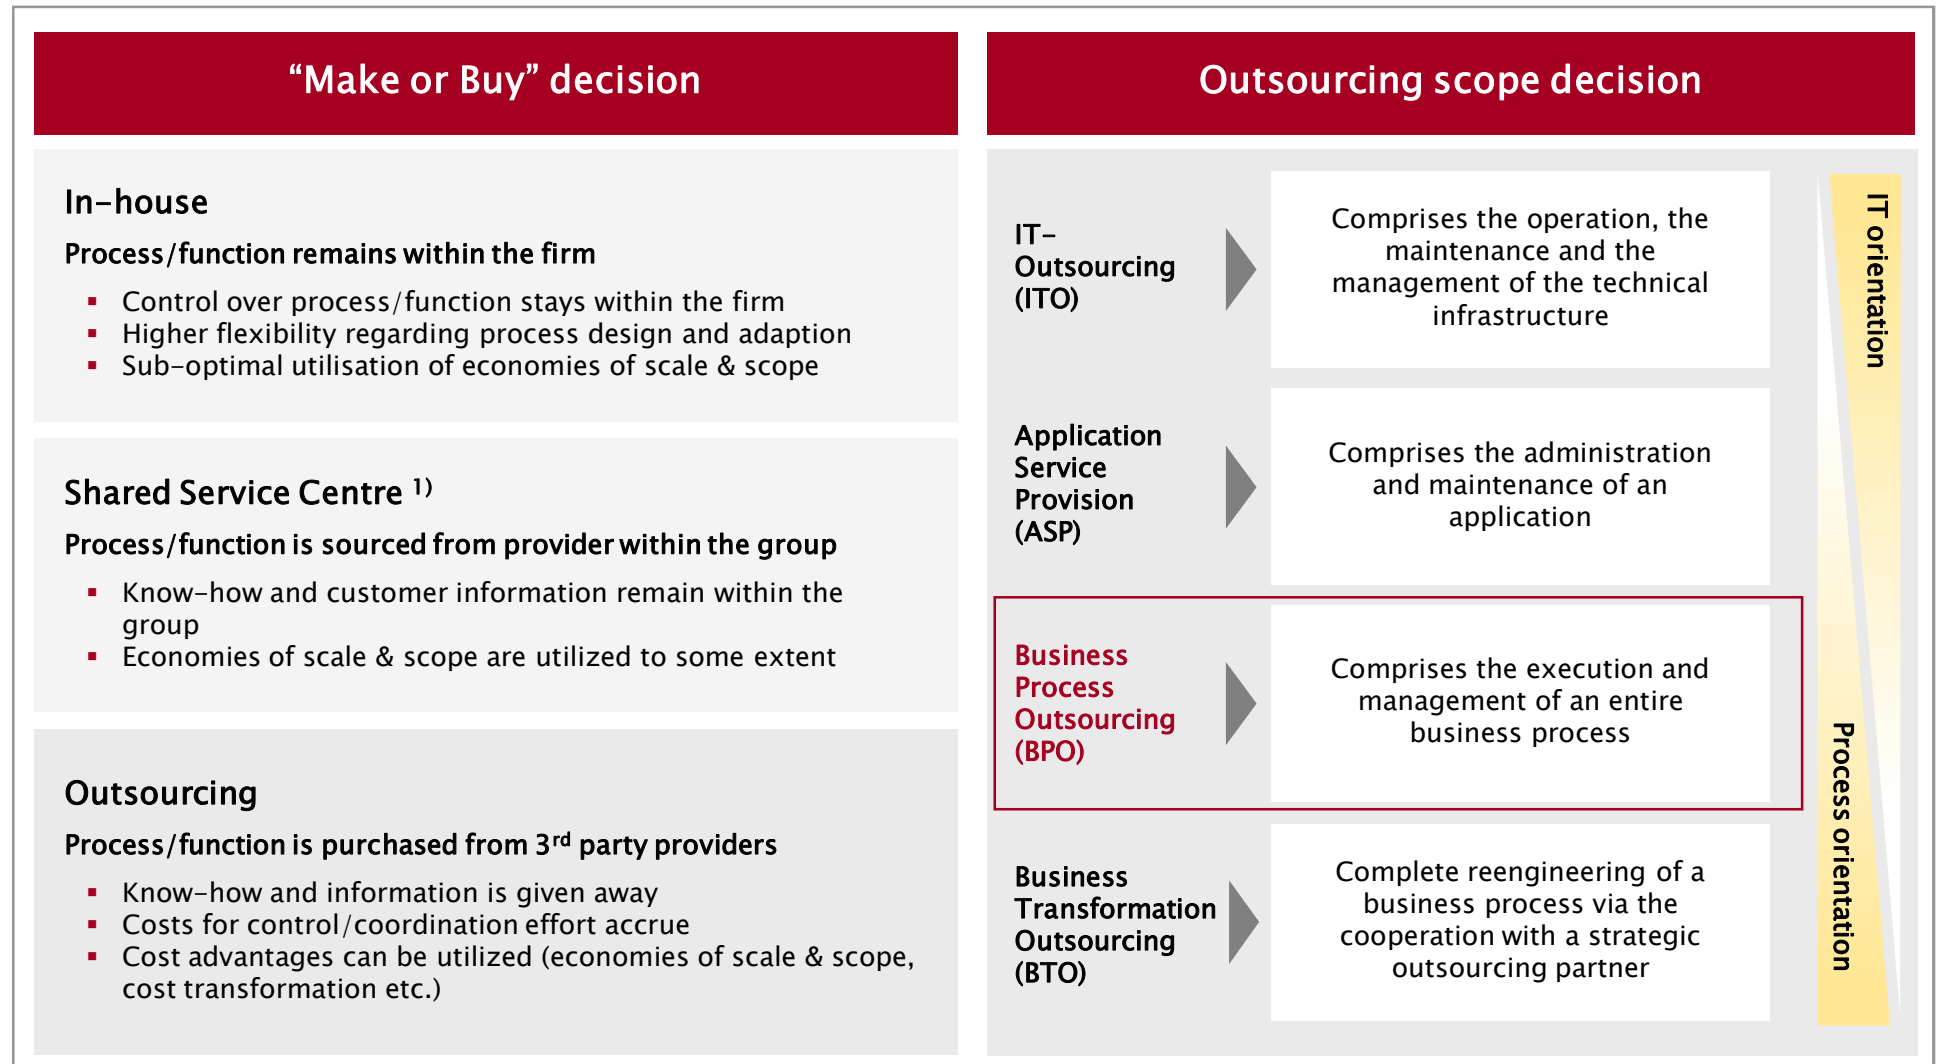 “Make or Buy” decision
In-house
Process/function remains within the firm
▪ Control over process/function stays within the firm
▪ Higher flexibility regarding process design and adaption
▪ Sub-optimal utilisation of economies of scale & scope
Shared Service Centre 1)
Process/function is sourced from provider within the group
▪ Know-how and customer information remain within the
group
▪ Economies of scale & scope are utilized to some extent
Outsourcing
Process/function is purchased from 3rd party providers
▪ Know-how and information is given away
▪ Costs for control/coordination effort accrue
▪ Cost advantages can be utilized (economies of scale & scope,
cost transformation etc.)
Outsourcing scope decision
IT-
Outsourcing
(ITO)
Comprises the operation, the
maintenance and the
management of the technical
infrastructure
Application
Service
Provision
(ASP)
Comprises the administration
and maintenance of an
application
Business
Process
Outsourcing
(BPO)
Comprises the execution and
management of an entire
business process
Business
Transformation
Outsourcing
(BTO)
Complete reengineering of a
business process via the
cooperation with a strategic
outsourcing partner
IT orientation
Process orientation